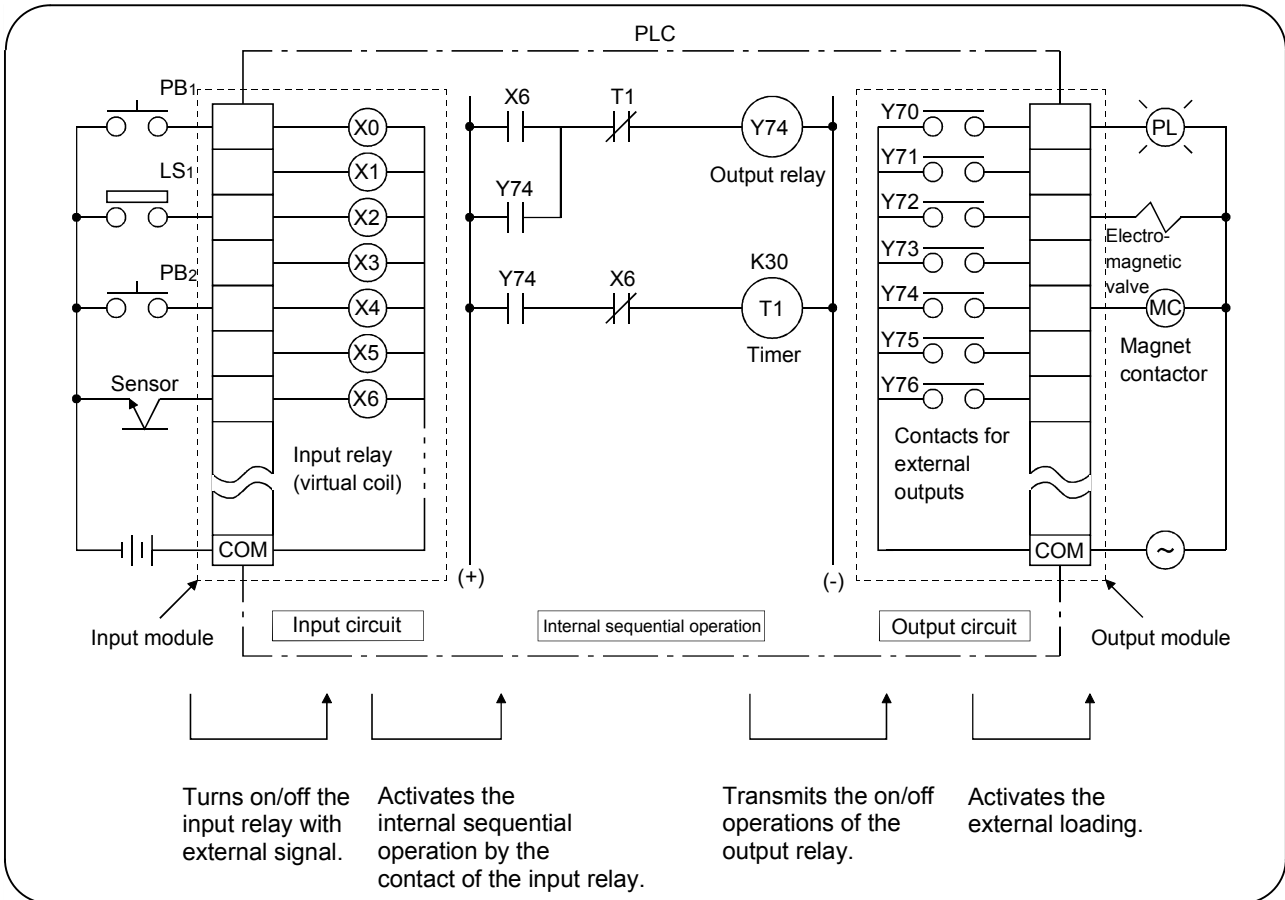 PLC
PB1
LS1
PB2
Sensor
X0
X1
X2
X3
X4
X5
X6
Input relay
(virtual coil)
COM
X6
T1
Y74
Output relay
Y74
Y74
X6
K30
T1
Timer
(+)
(-)
Y70
Y71
Y72
Y73
Y74
Y75
Y76
Contacts for
external
outputs
COM
PL
Electro-
magnetic
valve
MC
Magnet
contactor
~
Input module
Input circuit
Internal sequential operation
Output circuit
Output module
Turns on/off the
input relay with
external signal.
Activates the
internal sequential
operation by the
contact of the input relay.
Transmits the on/off
operations of the
output relay.
Activates the
external loading.